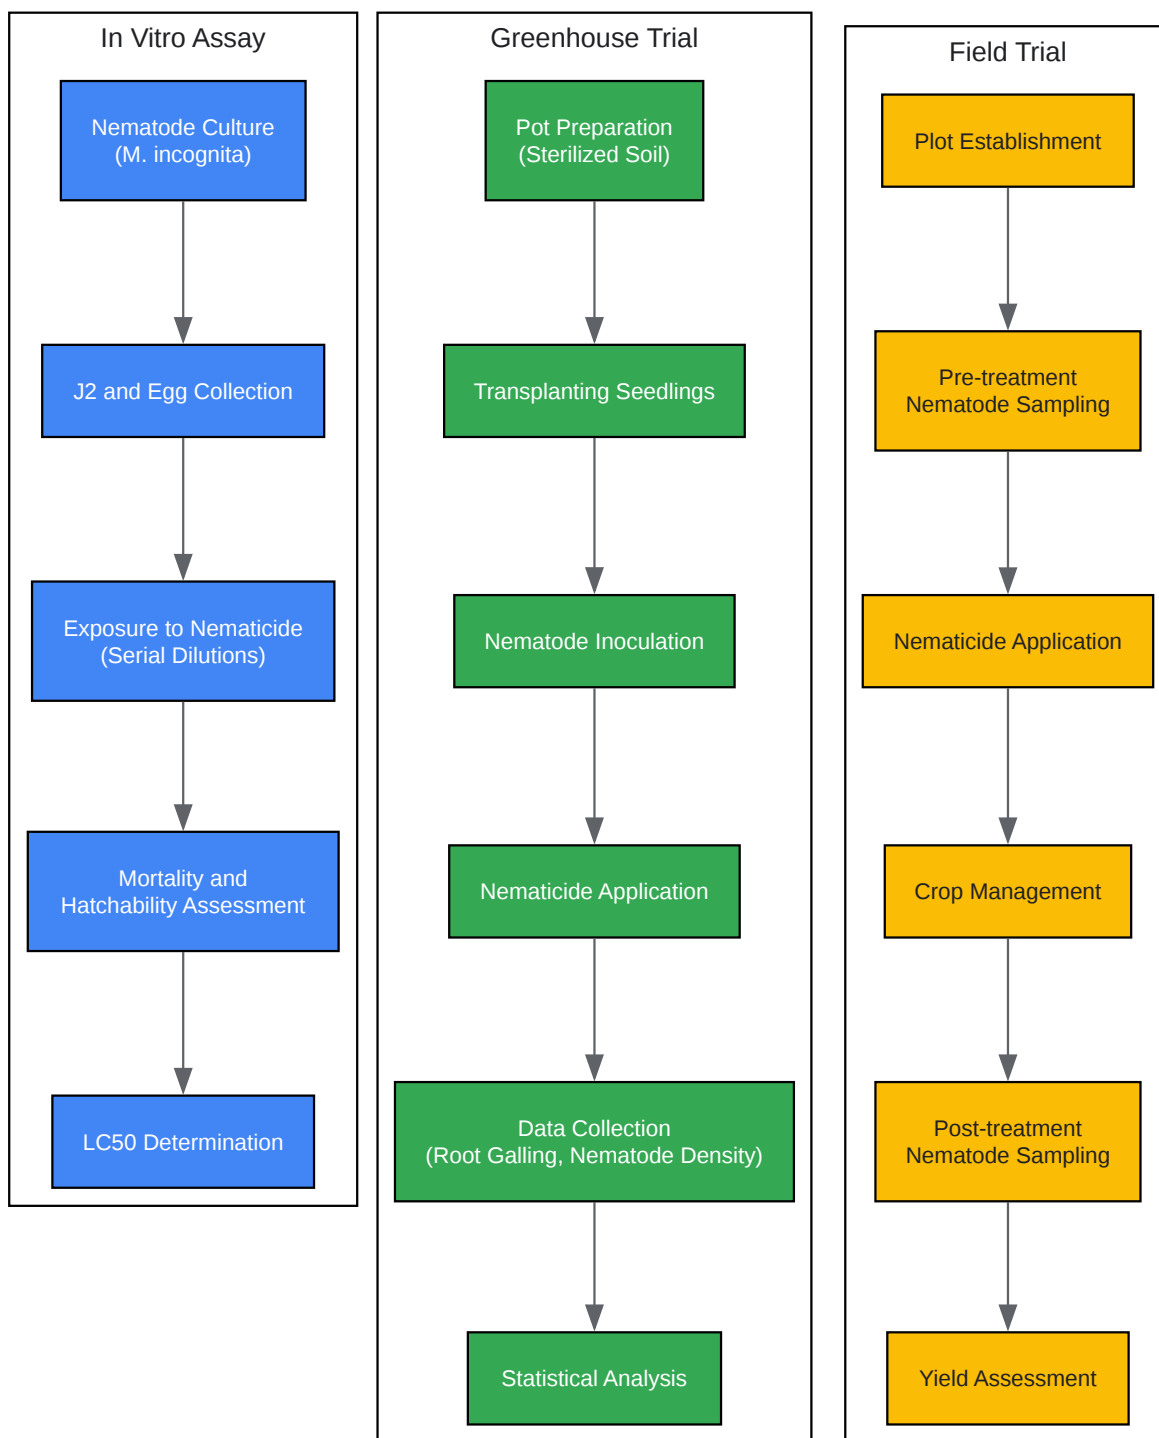 In Vitro Assay
Nematode Culture
(M. incognita)
J2 and Egg Collection
Exposure to Nematicide
(Serial Dilutions)
Mortality and
Hatchability Assessment
LC50 Determination
Greenhouse Trial
Pot Preparation
(Sterilized Soil)
Transplanting Seedlings
Nematode Inoculation
Nematicide Application
Data Collection
(Root Galling, Nematode Density)
Statistical Analysis
Field Trial
Plot Establishment
Pre-treatment
Nematode Sampling
Nematicide Application
Crop Management
Post-treatment
Nematode Sampling
Yield Assessment